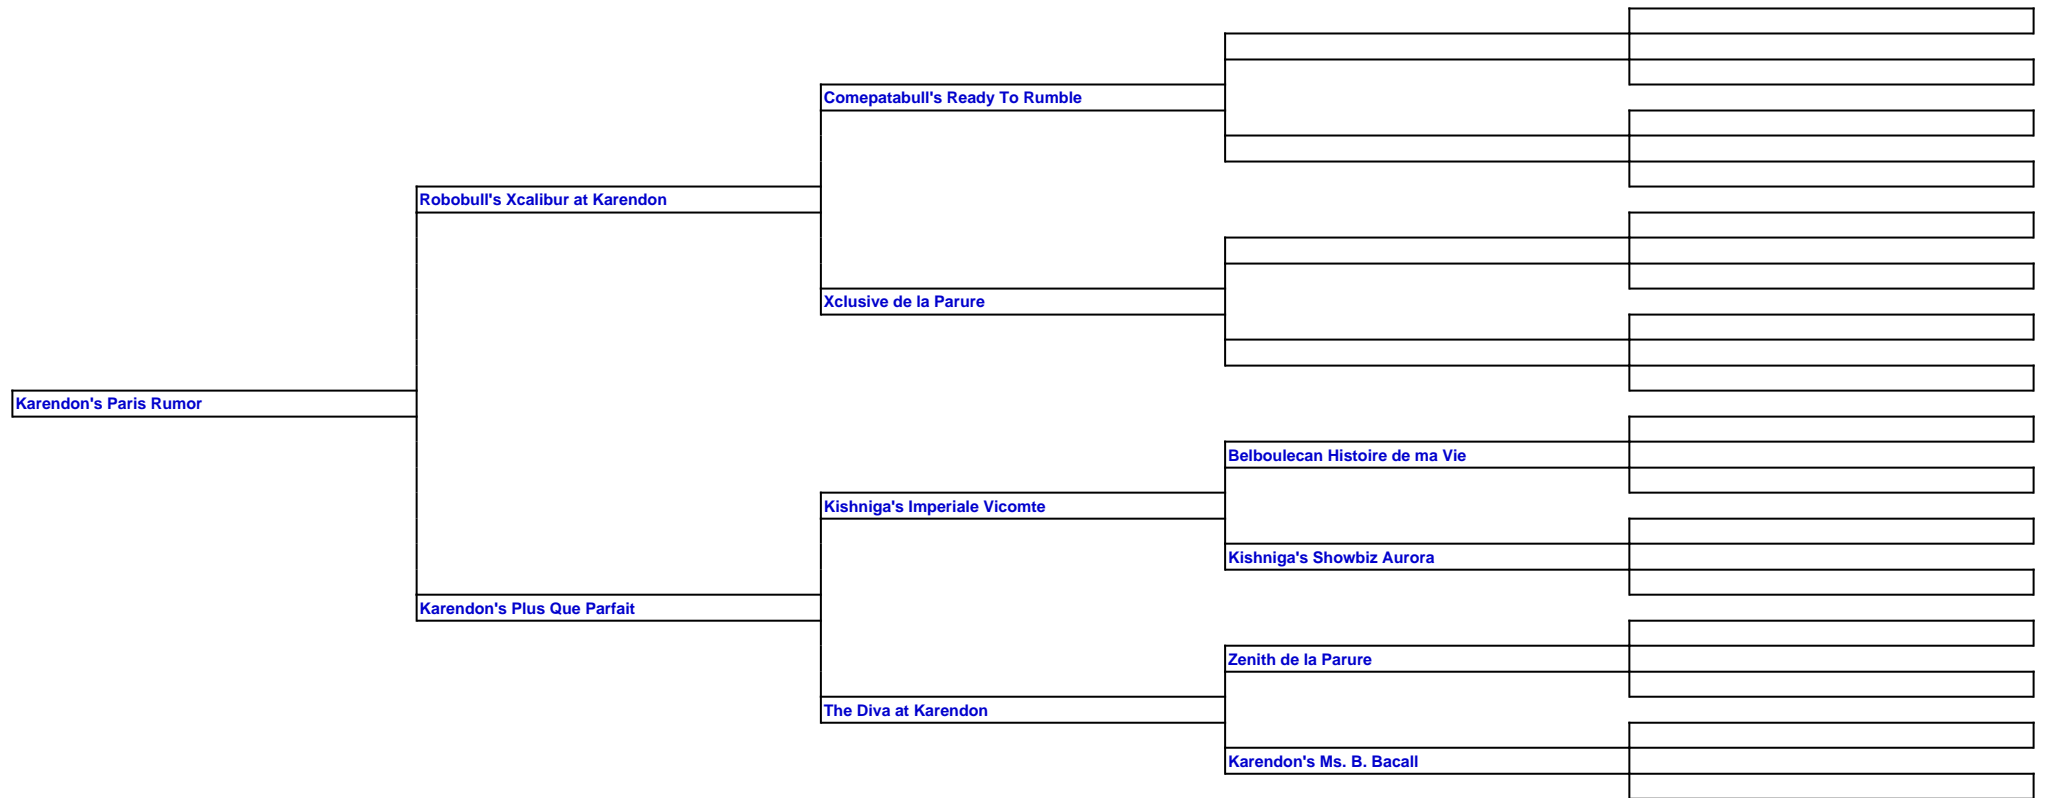 Comepatabull's Ready To Rumble
Robobull's Xcalibur at Karendon
Xclusive de la Parure
Karendon's Paris Rumor
Belboulecan Histoire de ma Vie
Kishniga's Imperiale Vicomte
Kishniga's Showbiz Aurora
Karendon's Plus Que Parfait
Zenith de la Parure
The Diva at Karendon
Karendon's Ms. B. Bacall